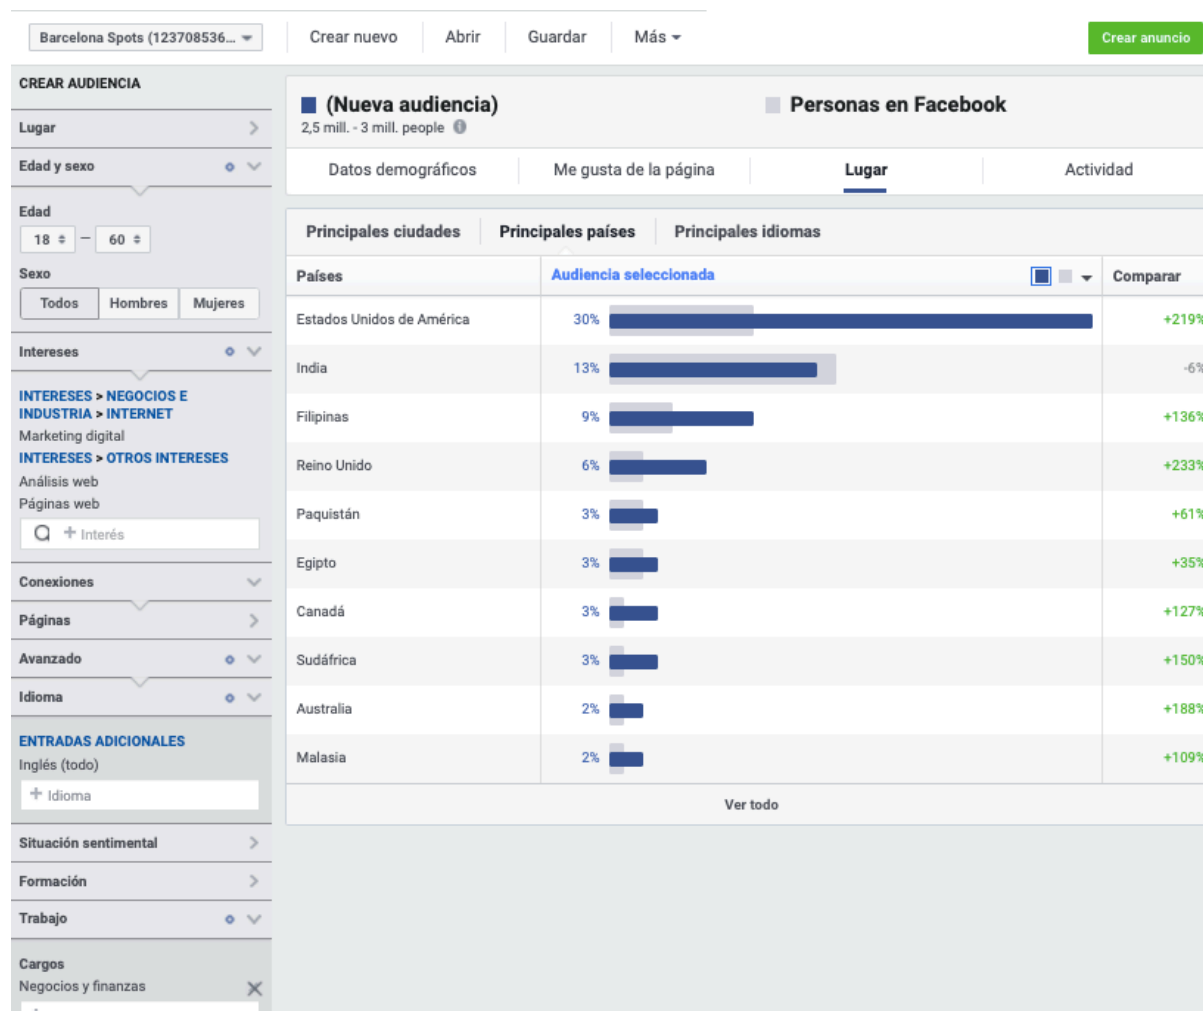 Barcelona Spots (123708536...
Crear nuevo
Abrir
Guardar
Más
Crear anuncio
CREAR AUDIENCIA
Lugar
Edad y sexo
Edad
18 – 60
Sexo
Todos
Hombres
Mujeres
Intereses
INTERESES > NEGOCIOS E
INDUSTRIA > INTERNET
Marketing digital
INTERESES > OTROS INTERESES
Análisis web
Páginas web
+ Interés
Conexiones
Páginas
Avanzado
Idioma
ENTRADAS ADICIONALES
Inglés (todo)
+ Idioma
Situación sentimental
Formación
Trabajo
Cargos
Negocios y finanzas
(Nueva audiencia)
2,5 mill. - 3 mill. people
Personas en Facebook
Datos demográficos
Me gusta de la página
Lugar
Actividad
Principales ciudades
Principales países
Principales idiomas
Países Audiencia seleccionada Comparar
Estados Unidos de América 30% +219%
India 13% -6%
Filipinas 9% +136%
Reino Unido 6% +233%
Paquistán 3% +61%
Egipto 3% +35%
Canadá 3% +127%
Sudáfrica 3% +150%
Australia 2% +188%
Malasia 2% +109%
Ver todo